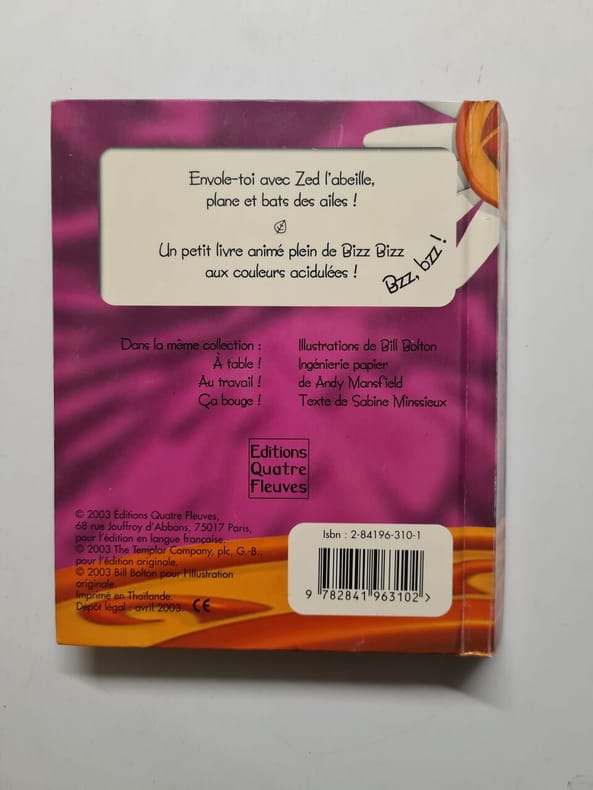 Envole-toi avec Zed l'abeille,
plane et bats des ailes !
Un petit livre animé plein de Bizz Bizz
aux couleurs acidulées !
Bzz, bzz !
Dans la même collection :
À table !
Au travail !
Ça bouge !
Illustrations de Bill Bolton
Ingénierie papier
de Andy Mansfield
Texte de Sabine Minssieux
Editions
Quatre
Fleuves
© 2003 Éditions Quatre Fleuves,
68 rue Jouffroy d'Abbans, 75017 Paris,
pour l'édition en langue française.
© 2003 The Templar Company, plc, G.-B.,
pour l'édition originale.
© 2003 Bill Bolton pour l'illustration
originale.
Imprimé en Thaïlande.
Dépôt légal : avril 2003. CE
Isbn : 2-84196-310-1
9 782841 963102 >